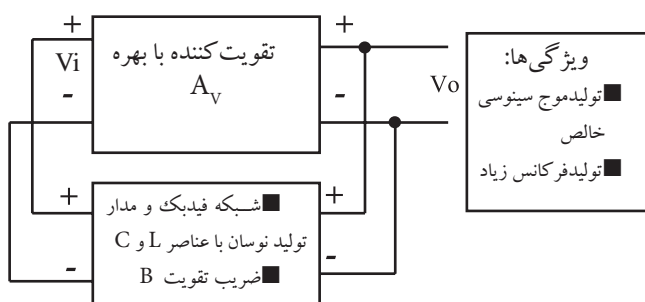 +
+
Vi
تقویت‌کننده با بهره
A_V
-
-
Vo
ویژگی‌ها:
■تولیدموج سینوسی
خالص
■تولیدفرکانس زیاد
+
+
■شبکه فیدبک و مدار
تولید نوسان با عناصر L و C
■ضریب تقویت B
-
-